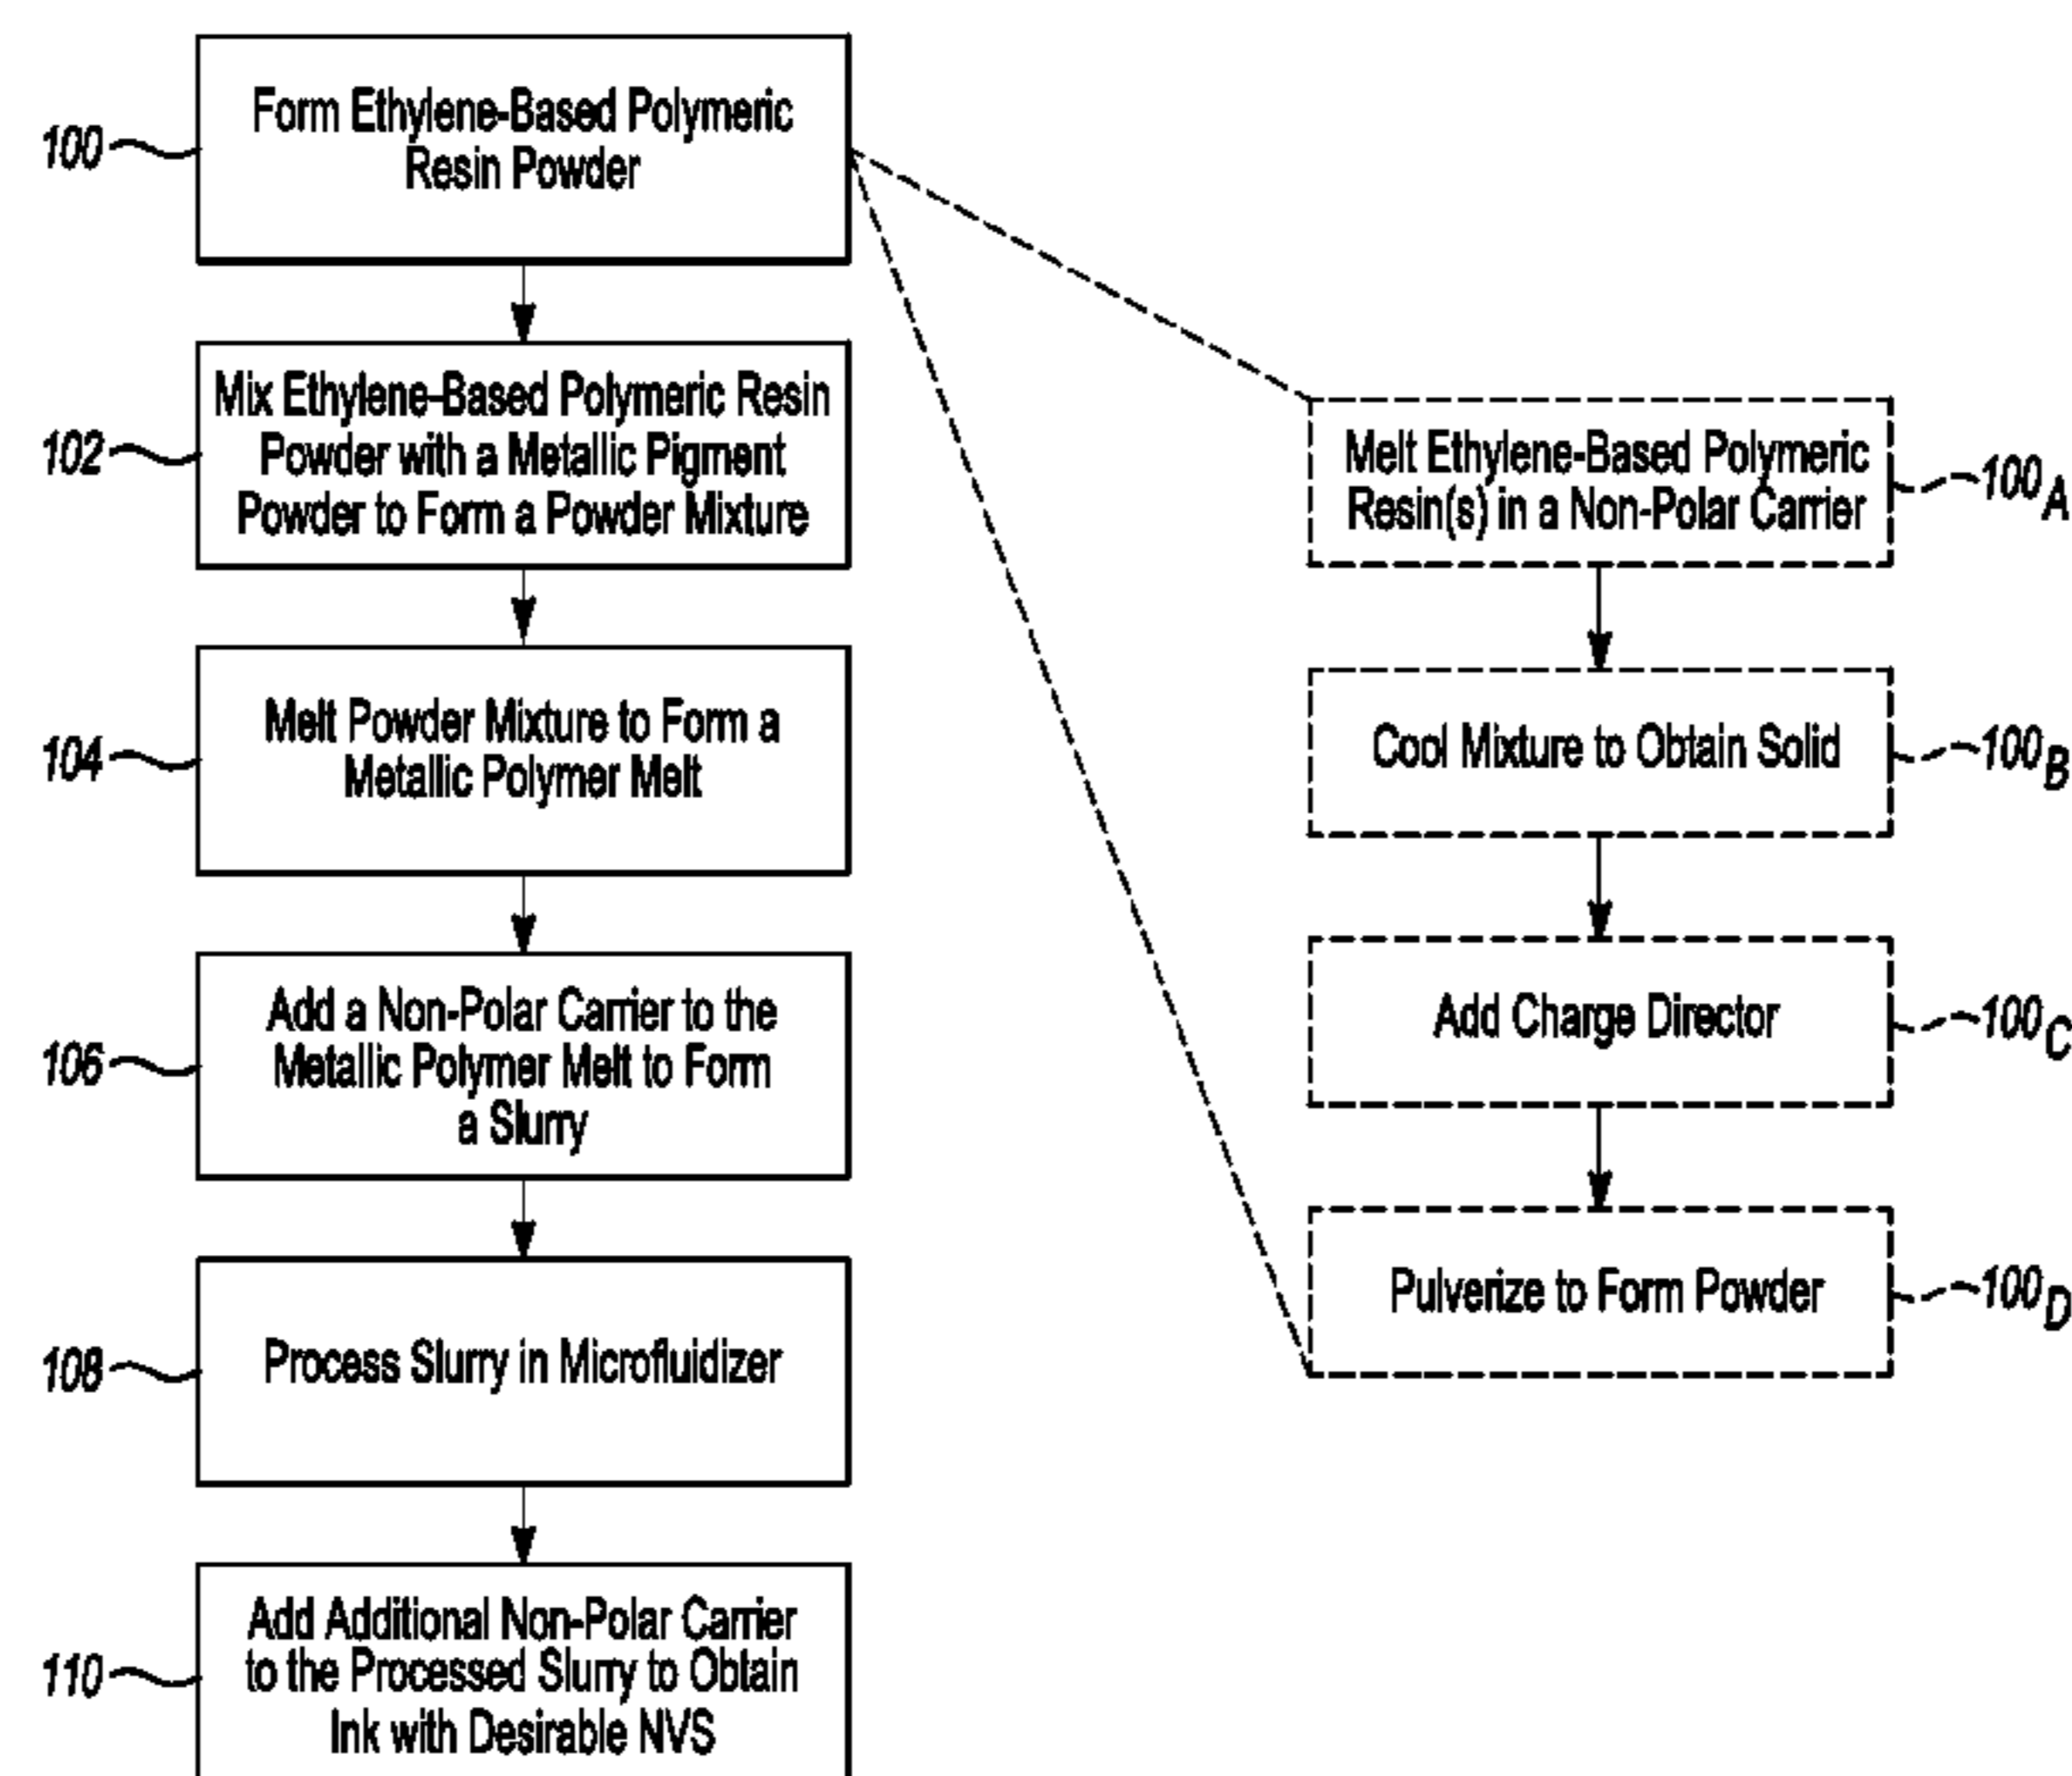 100
Form Ethylene-Based Polymeric
Resin Powder
102
Mix Ethylene-Based Polymeric Resin
Powder with a Metallic Pigment
Powder to Form a Powder Mixture
104
Melt Powder Mixture to Form a
Metallic Polymer Melt
106
Add a Non-Polar Carrier to the
Metallic Polymer Melt to Form
a Slurry
108
Process Slurry in Microfluidizer
110
Add Additional Non-Polar Carrier
to the Processed Slurry to Obtain
Ink with Desirable NVS
Melt Ethylene-Based Polymeric
Resin(s) in a Non-Polar Carrier
100A
Cool Mixture to Obtain Solid
100B
Add Charge Director
100C
Pulverize to Form Powder
100D